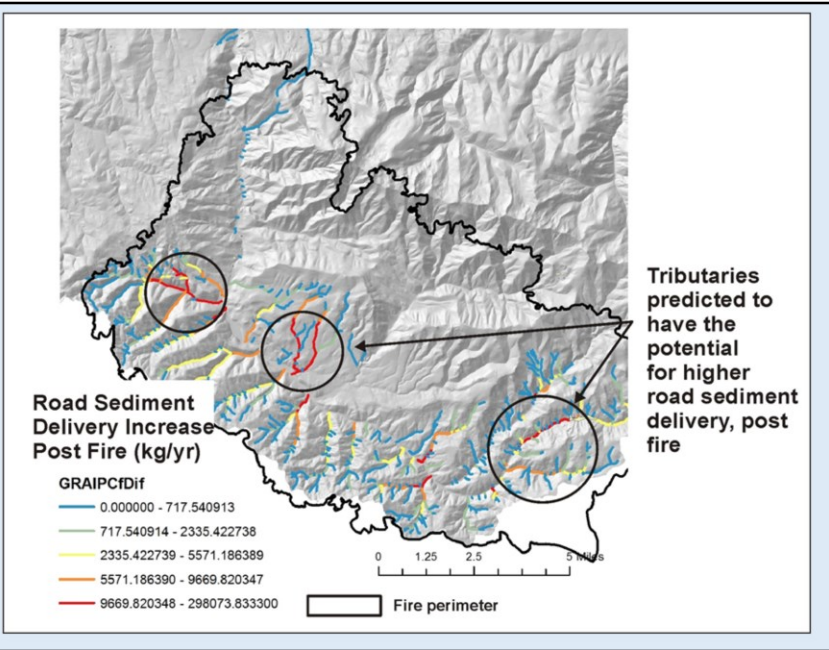 Tributaries
predicted to
have the
potential
for higher
road sediment
delivery, post
fire
Road Sediment
Delivery Increase
Post Fire (kg/yr)
GRAIPCfDif
0.000000 - 717.540913
717.540914 - 2335.422738
2335.422739 - 5571.186389
5571.186390 - 9669.820347
9669.820348 - 298073.833300
0 1.25 2.5 5 Miles
Fire perimeter